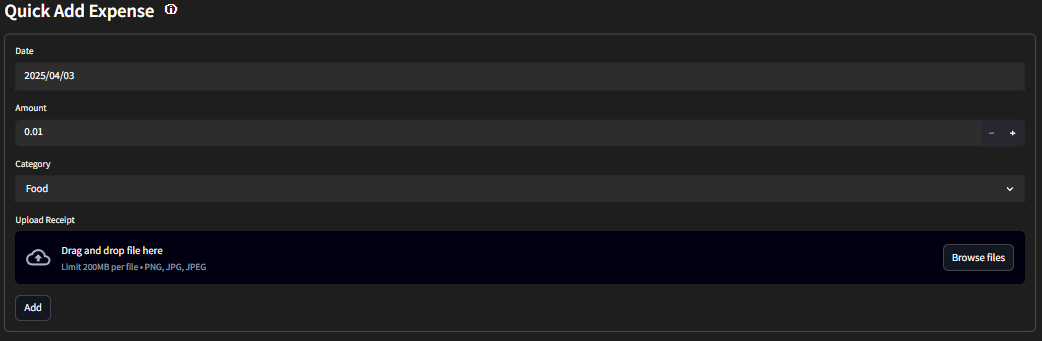 Quick Add Expense
Date
2025/04/03
Amount
0.01
Category
Food
Upload Receipt
Drag and drop file here
Limit 200MB per file • PNG, JPG, JPEG
Browse files
Add